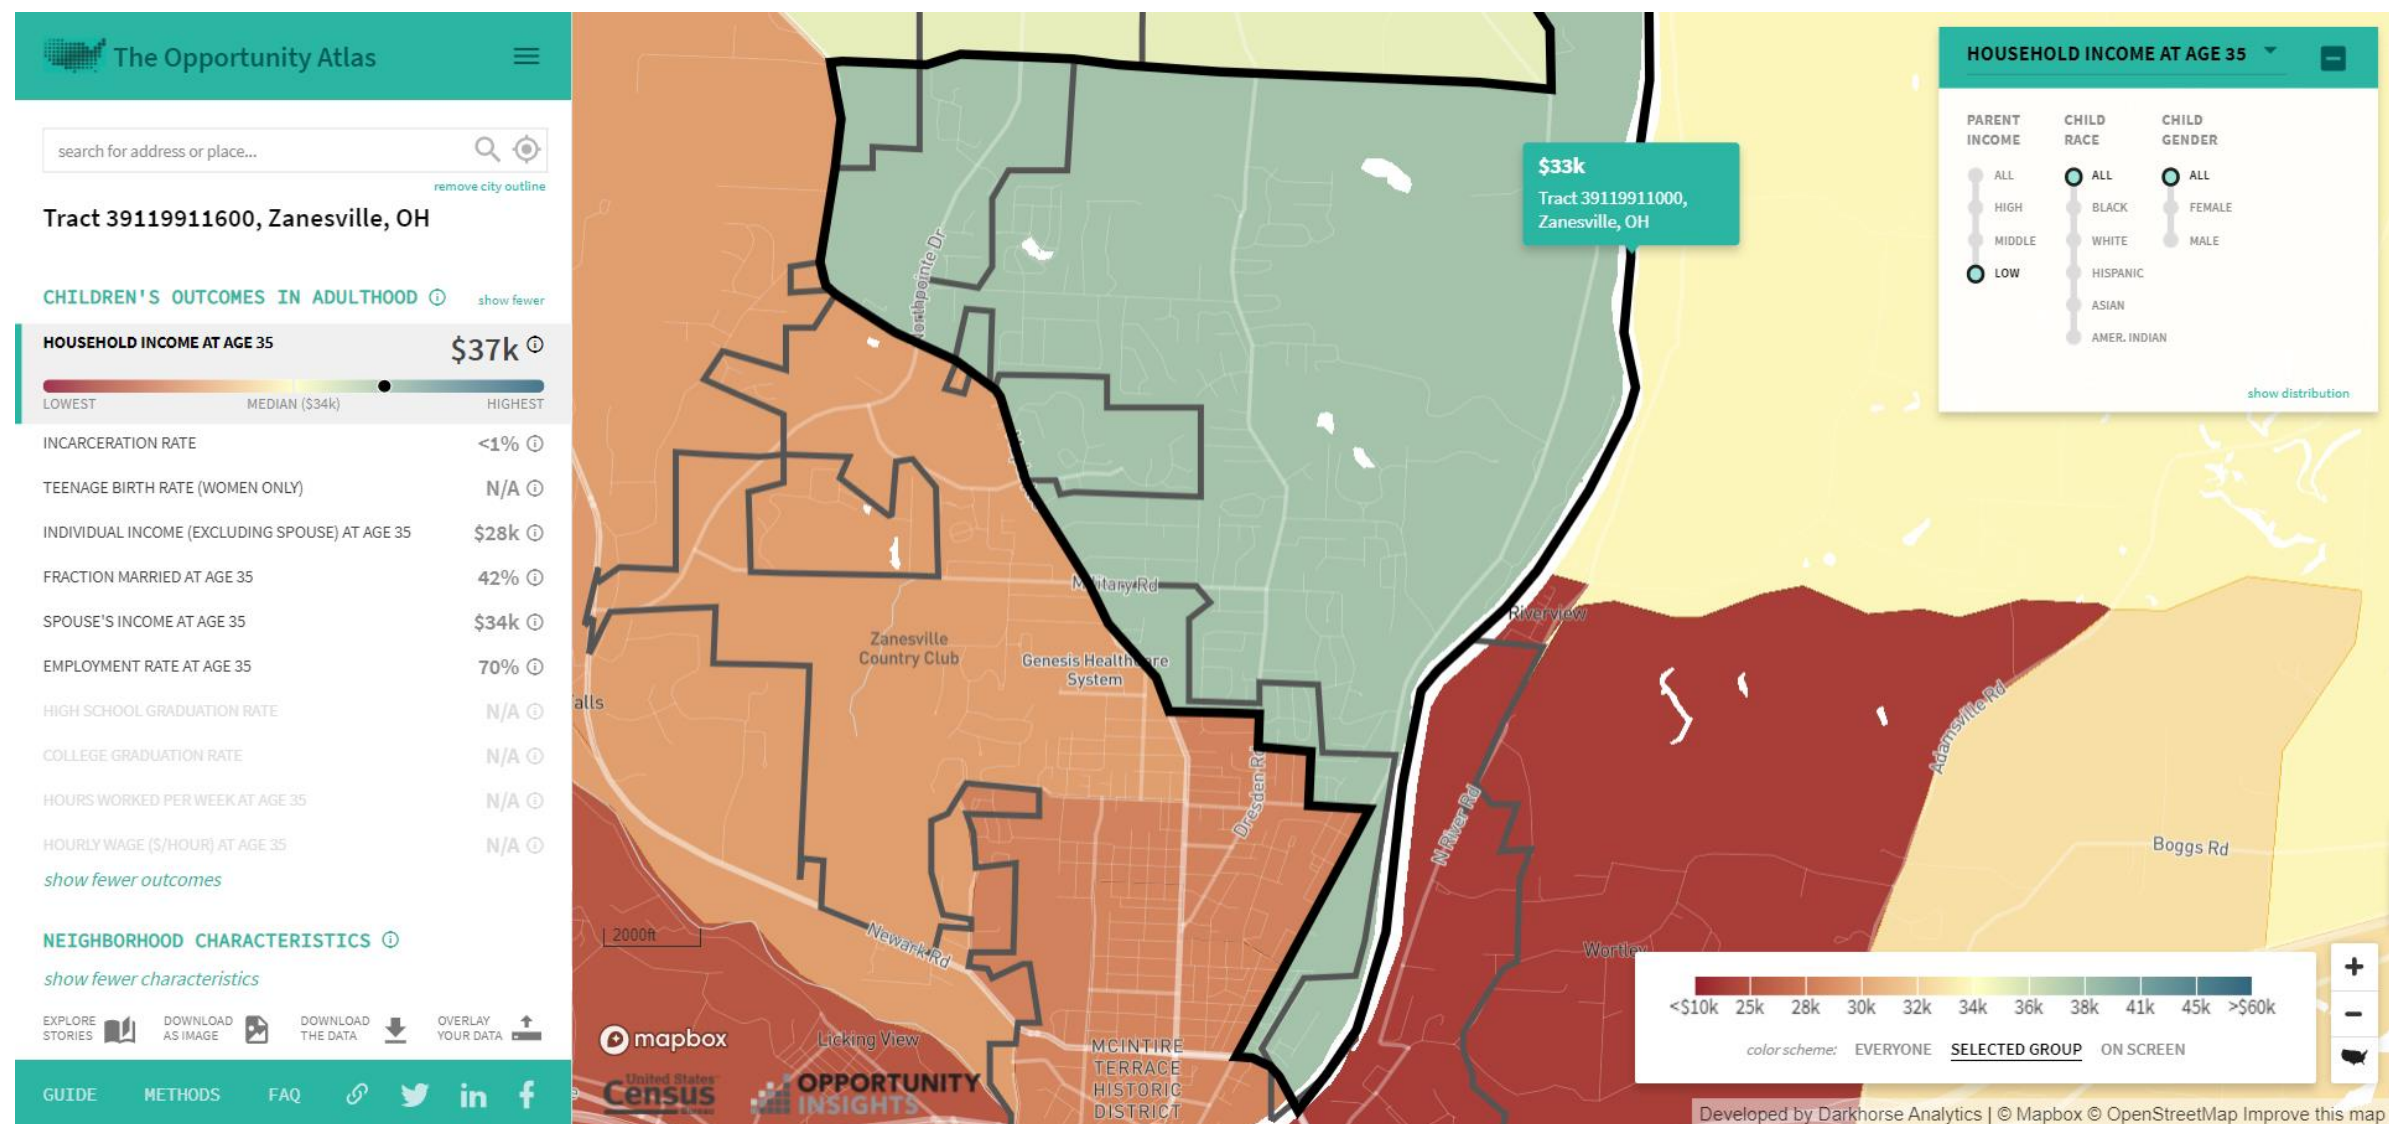 The Opportunity Atlas
search for address or place...
remove city outline
Tract 39119911600, Zanesville, OH
CHILDREN'S OUTCOMES IN ADULTHOOD
show fewer
HOUSEHOLD INCOME AT AGE 35 $37k
LOWEST MEDIAN ($34k) HIGHEST
INCARCERATION RATE <1%
TEENAGE BIRTH RATE (WOMEN ONLY) N/A
INDIVIDUAL INCOME (EXCLUDING SPOUSE) AT AGE 35 $28k
FRACTION MARRIED AT AGE 35 42%
SPOUSE'S INCOME AT AGE 35 $34k
EMPLOYMENT RATE AT AGE 35 70%
HIGH SCHOOL GRADUATION RATE N/A
COLLEGE GRADUATION RATE N/A
HOURS WORKED PER WEEK AT AGE 35 N/A
HOURLY WAGE ($/HOUR) AT AGE 35 N/A
show fewer outcomes
NEIGHBORHOOD CHARACTERISTICS
show fewer characteristics
EXPLORE STORIES
DOWNLOAD AS IMAGE
DOWNLOAD THE DATA
OVERLAY YOUR DATA
GUIDE METHODS FAQ
$33k
Tract 39119911000,
Zanesville, OH
HOUSEHOLD INCOME AT AGE 35
PARENT INCOME
ALL
HIGH
MIDDLE
LOW
CHILD RACE
ALL
BLACK
WHITE
HISPANIC
ASIAN
AMER. INDIAN
CHILD GENDER
ALL
FEMALE
MALE
show distribution
Northpointe Dr
Military Rd
Riverview
Zanesville
Country Club
Genesis Healthcare
System
alls
Dresden Rd
N River Rd
Adamsville Rd
Boggs Rd
Newark Rd
2000ft
Licking View
MCINTIRE
TERRACE
HISTORIC
DISTRICT
mapbox
United States
Census
Bureau
OPPORTUNITY
INSIGHTS
Wortley
<$10k 25k 28k 30k 32k 34k 36k 38k 41k 45k >$60k
color scheme: EVERYONE SELECTED GROUP ON SCREEN
Developed by Darkhorse Analytics | © Mapbox © OpenStreetMap Improve this map